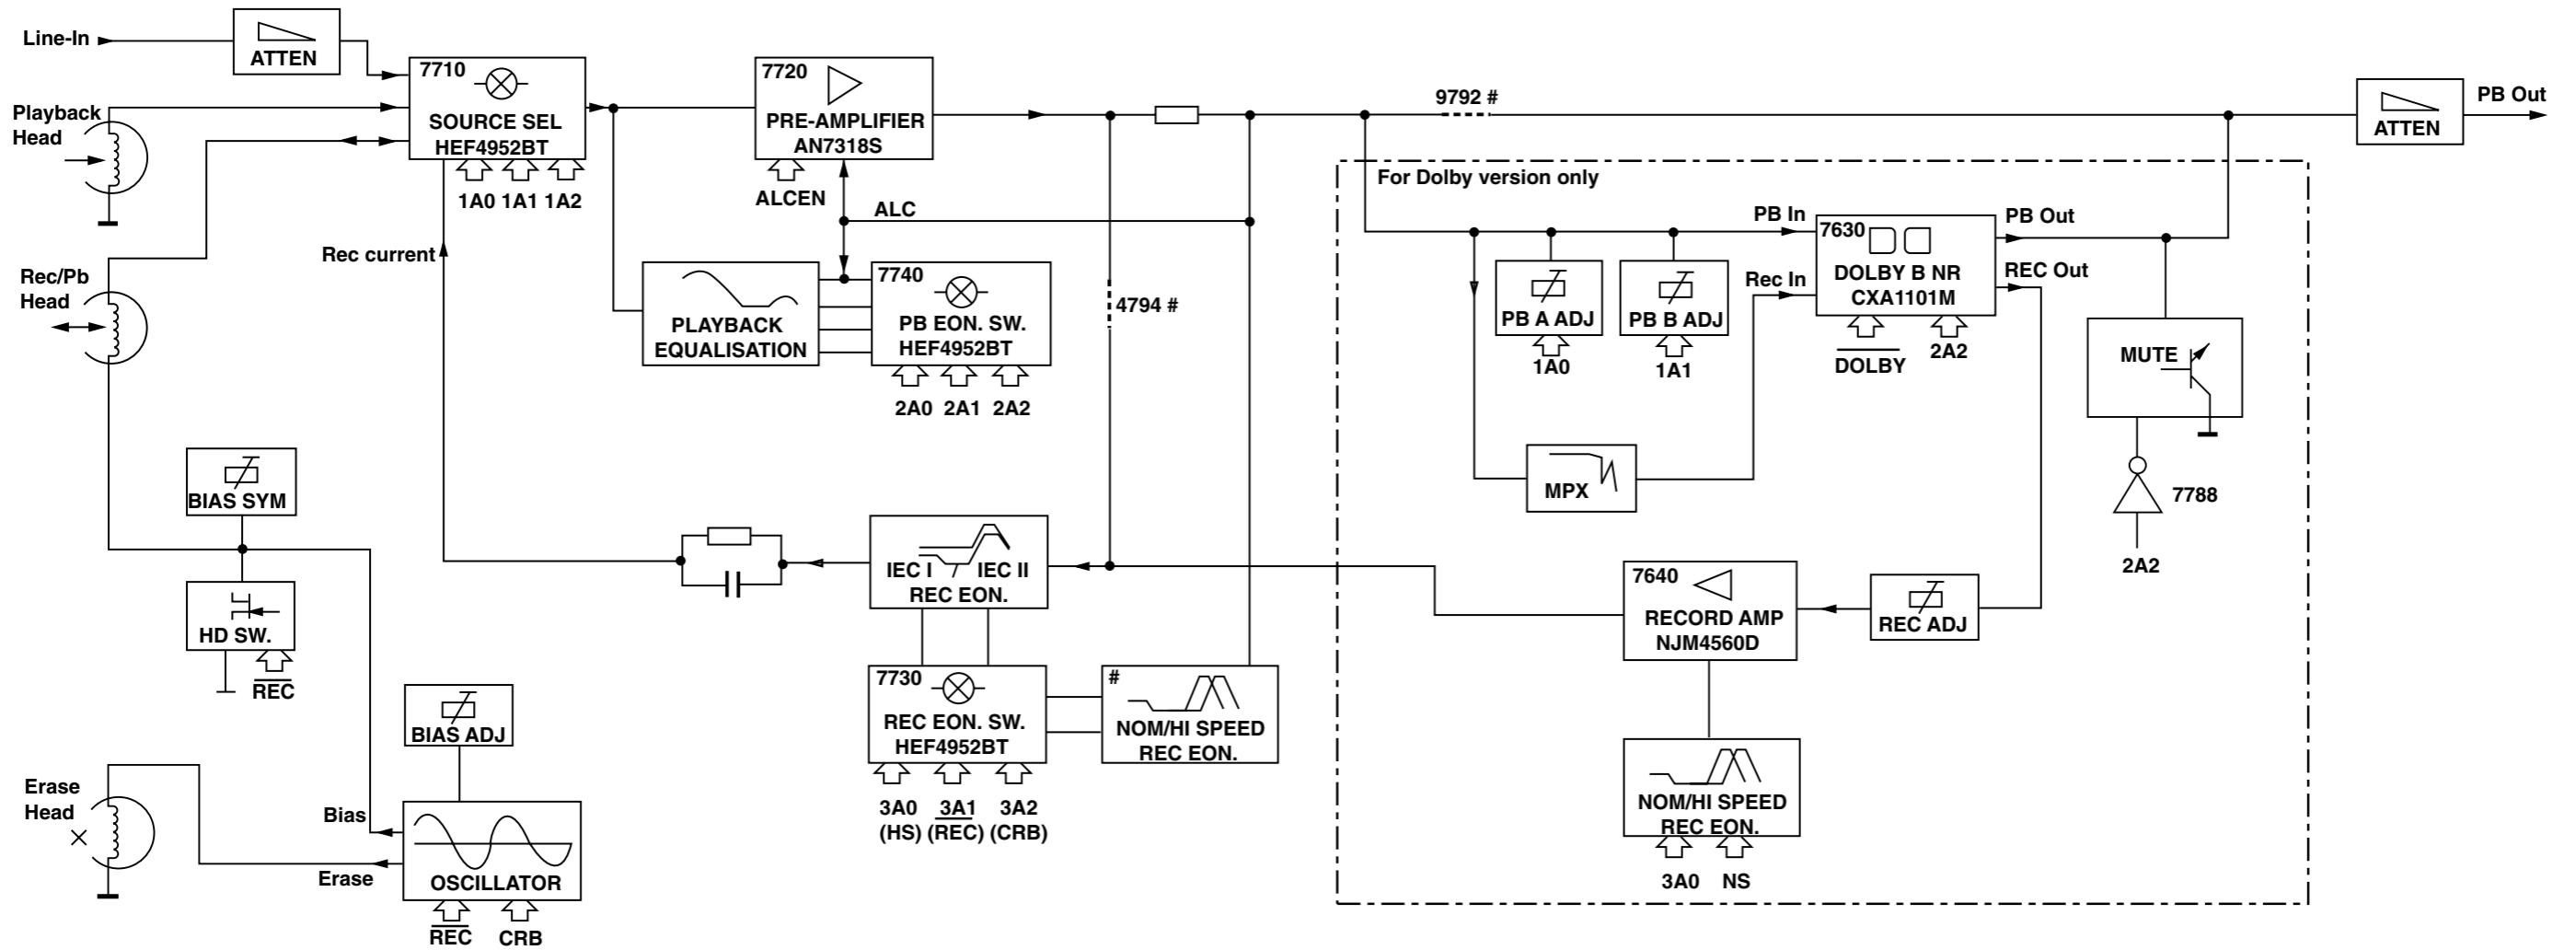 Line-In
ATTEN
7710
SOURCE SEL
HEF4952BT
1A0 1A1 1A2
Playback
Head
7720
PRE-AMPLIFIER
AN7318S
ALCEN
ALC
9792 #
ATTEN
PB Out
For Dolby version only
PB In
7630
DOLBY B NR
CXA1101M
PB Out
REC Out
Rec In
DOLBY
2A2
PB A ADJ
1A0
PB B ADJ
1A1
MUTE
7788
2A2
MPX
Rec current
Rec/Pb
Head
PLAYBACK
EQUALISATION
7740
PB EON. SW.
HEF4952BT
2A0 2A1 2A2
4794 #
BIAS SYM
HD SW.
REC
IEC I / IEC II
REC EON.
7640
RECORD AMP
NJM4560D
REC ADJ
7730
REC EON. SW.
HEF4952BT
3A0 3A1 3A2
(HS) (REC) (CRB)
#
NOM/HI SPEED
REC EON.
NOM/HI SPEED
REC EON.
3A0 NS
BIAS ADJ
Erase
Head
Bias
Erase
OSCILLATOR
REC CRB